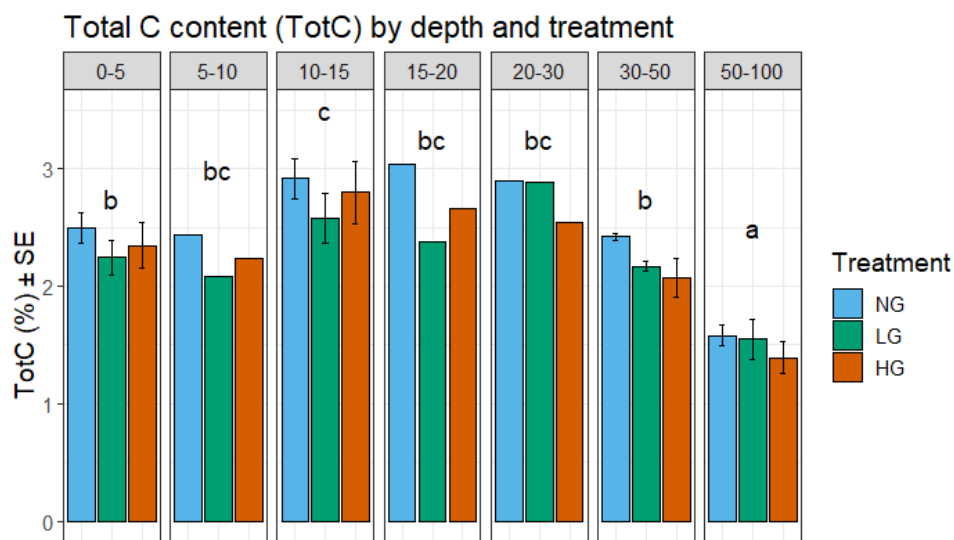 Total C content (TotC) by depth and treatment
0-5 5-10 10-15 15-20 20-30 30-50 50-100
b bc c bc bc b a
TotC (%) ± SE
3
2
1
0
Treatment
NG
LG
HG